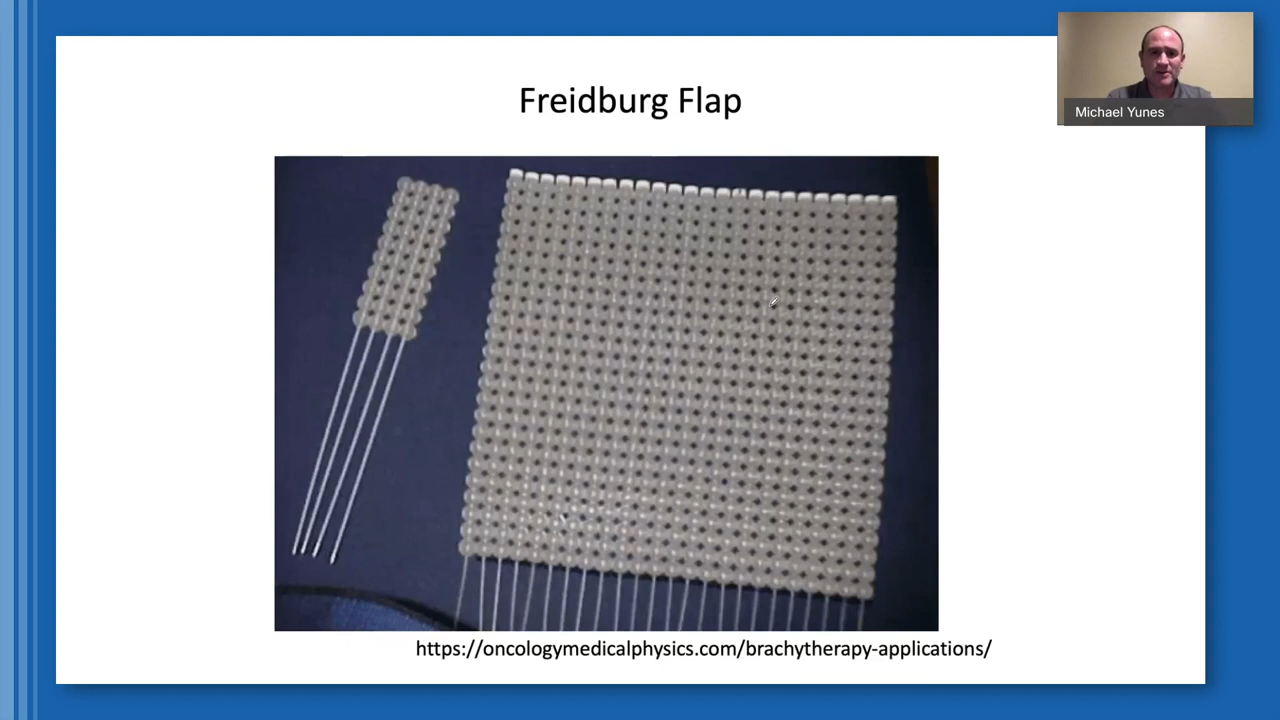 Freidburg Flap
Michael Yunes
https://oncologymedicalphysics.com/brachytherapy-applications/